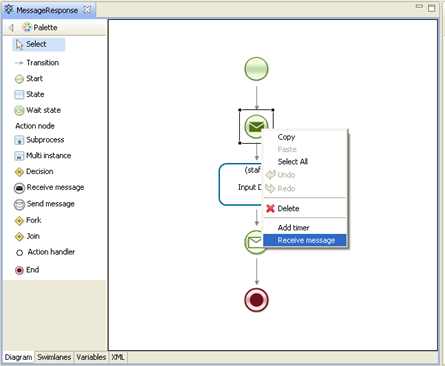 MessageResponse
Palette
Select
Transition
Start
State
Wait state
Action node
Subprocess
Multi instance
Decision
Receive message
Send message
Fork
Join
Action handler
End
(staf
Input D
Copy
Paste
Select All
Undo
Redo
Delete
Add timer
Receive message
Diagram Swimlanes Variables XML